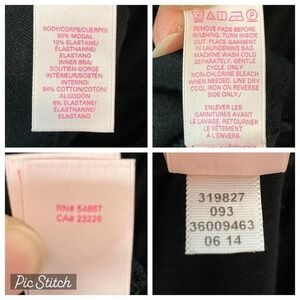 BODY/CORPS/CUERPO:
90% MODAL
10% ELASTANE/
ÉLASTHANNE/
ELASTANO
INNER BRA/
SOUTIEN-GORGE
INTÉRIEUR/SOSTÉN
INTERIOR:
94% COTTON/COTON/
ALGODÓN
6% ELASTANE/
ÉLASTHANNE/
ELASTANO
REMOVE PADS BEFORE
WASHING. TURN INSIDE
OUT. PLACE GARMENT
IN LAUNDERING BAG.
MACHINE WASH COLD
SEPARATELY. GENTLE
CYCLE. ONLY
NON-CHLORINE BLEACH
WHEN NEEDED. LINE DRY.
COOL IRON ON REVERSE
SIDE
ENLEVER LES
GARNITURES AVANT
LE LAVAGE. RETOURNER
LE VÊTEMENT
À L'ENVERS.
RN# 54867
CA# 23226
319827
093
36009463
06 14
Pic Stitch